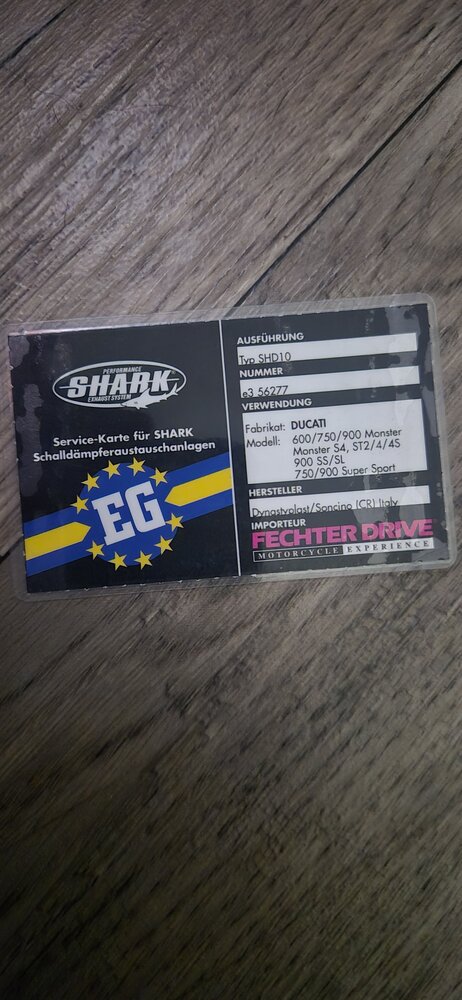 PERFORMANCE
SHARK®
EXHAUST SYSTEM
Service-Karte für SHARK
Schalldämpferaustauschanlagen
EG
AUSFÜHRUNG
Typ SHD10
NUMMER
e3 56277
VERWENDUNG
Fabrikat: DUCATI
Modell: 600/750/900 Monster
Monster S4, ST2/4/4S
900 SS/SL
750/900 Super Sport
HERSTELLER
Dynastyplast/Soncino (CR) Italy
IMPORTEUR
FECHTER DRIVE
MOTORCYCLE EXPERIENCE